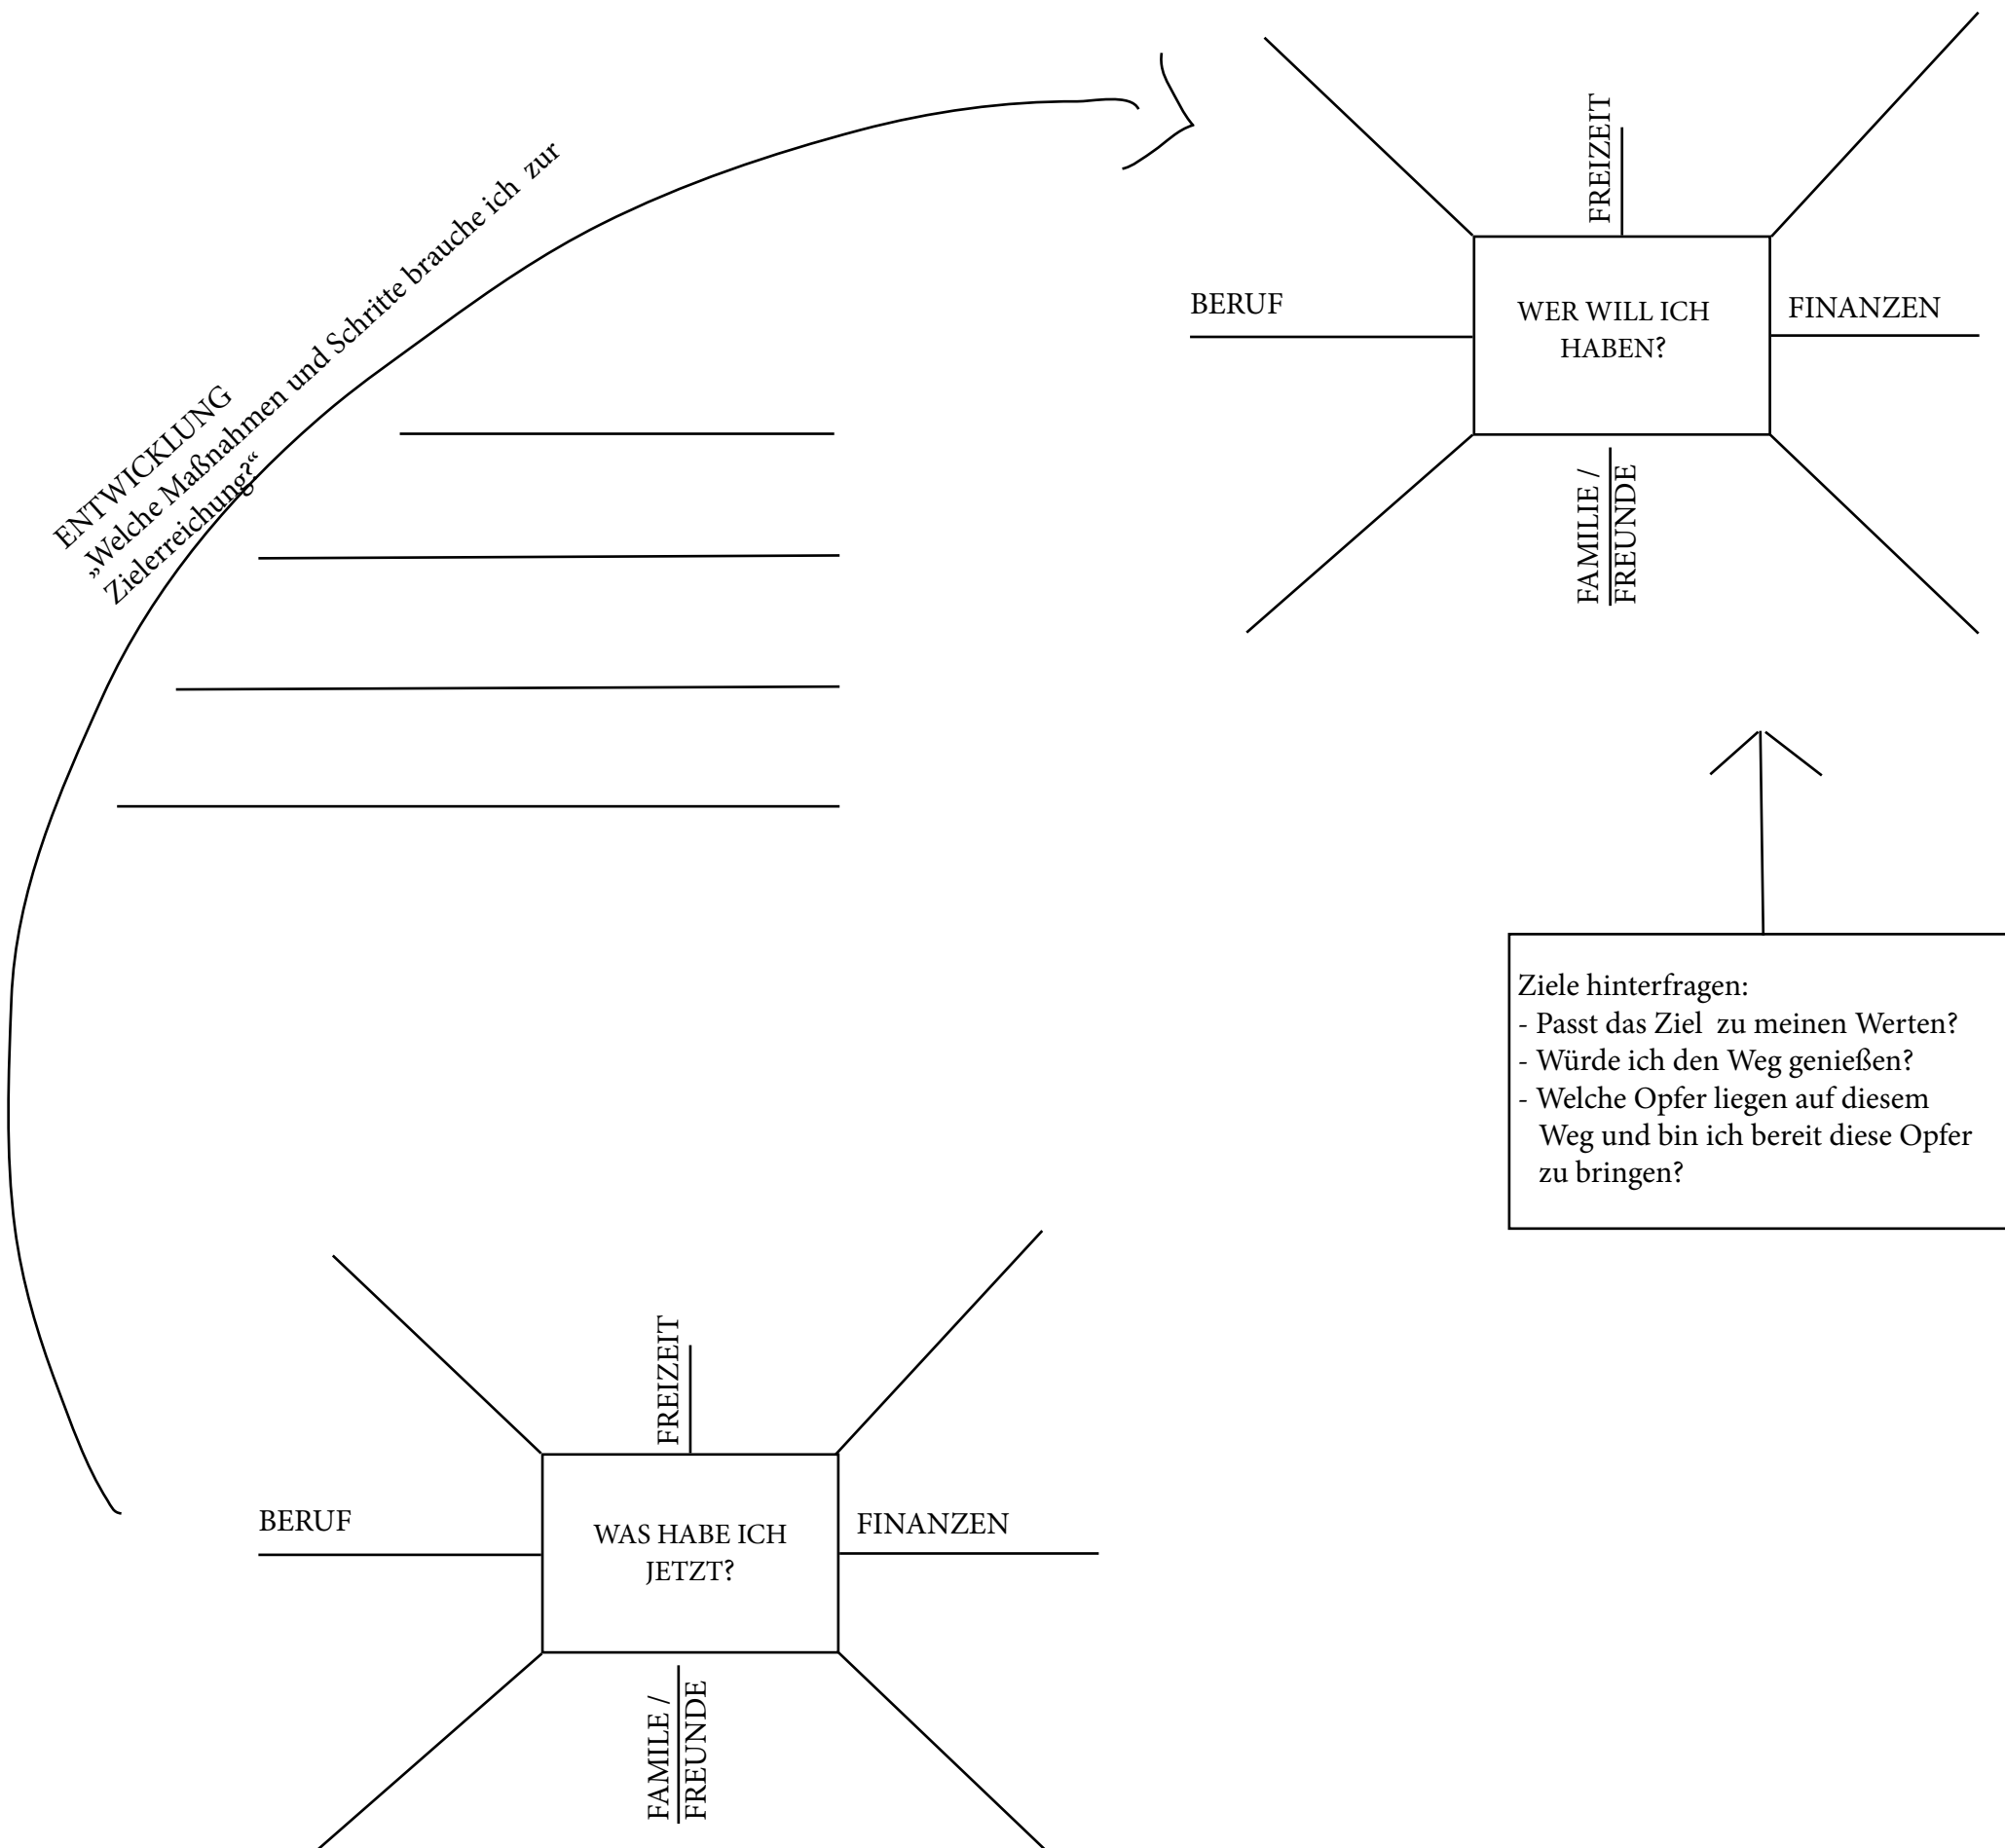 FREIZEIT
BERUF
WER WILL ICH
HABEN?
FINANZEN
FAMILIE /
FREUNDE
ENTWICKLUNG
„Welche Maßnahmen und Schritte brauche ich  zur
Zielerreichung?“
Ziele hinterfragen:
- Passt das Ziel  zu meinen Werten?
- Würde ich den Weg genießen?
- Welche Opfer liegen auf diesem
Weg und bin ich bereit diese Opfer
zu bringen?
FREIZEIT
BERUF
WAS HABE ICH
JETZT?
FINANZEN
FAMILE /
FREUNDE